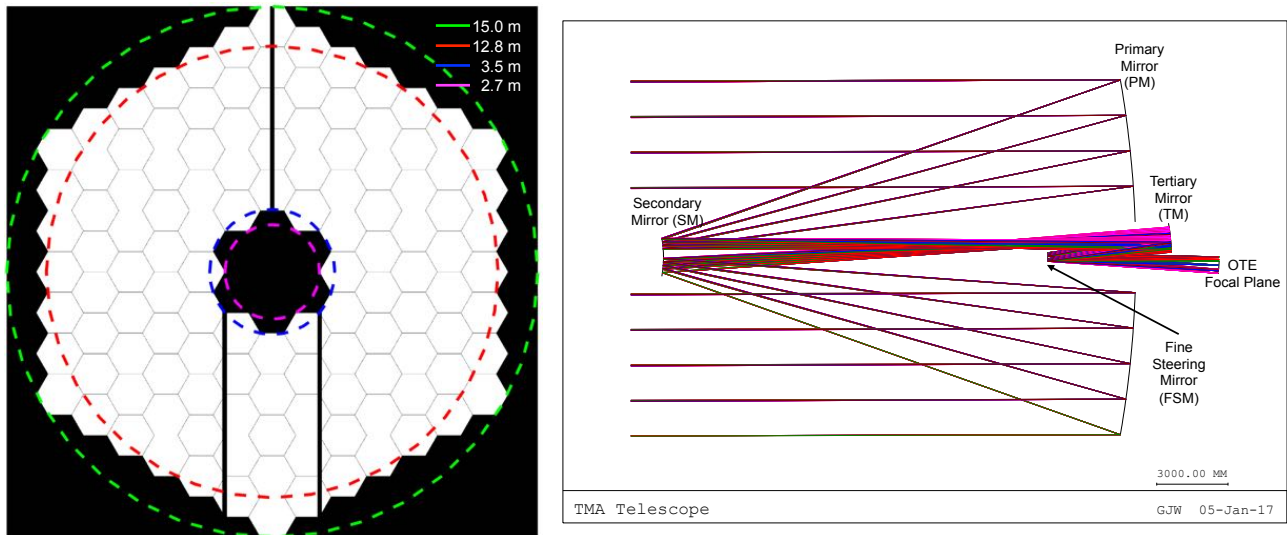 15.0 m
12.8 m
3.5 m
2.7 m
Primary
Mirror
(PM)
Secondary
Mirror (SM)
Tertiary
Mirror
(TM)
OTE
Focal Plane
Fine
Steering
Mirror
(FSM)
3000.00 MM
TMA Telescope
GJW 05-Jan-17